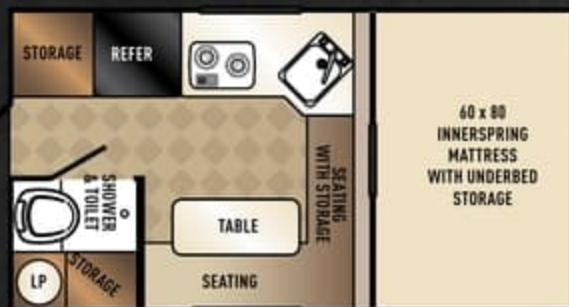 STORAGE
REFER
60 x 80
INNERSPRING
MATTRESS
WITH UNDERBED
STORAGE
SEATING
WITH STORAGE
SHOWER
& TOILET
TABLE
SEATING
LP
STORAGE